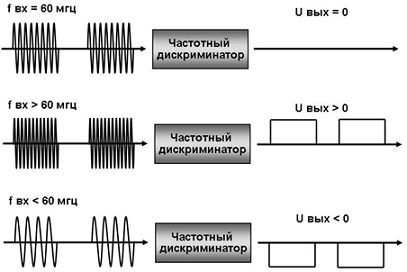 f вх = 60 мгц
U вых = 0
Частотный
дискриминатор
f вх > 60 мгц
U вых > 0
Частотный
дискриминатор
f вх < 60 мгц
U вых < 0
Частотный
дискриминатор